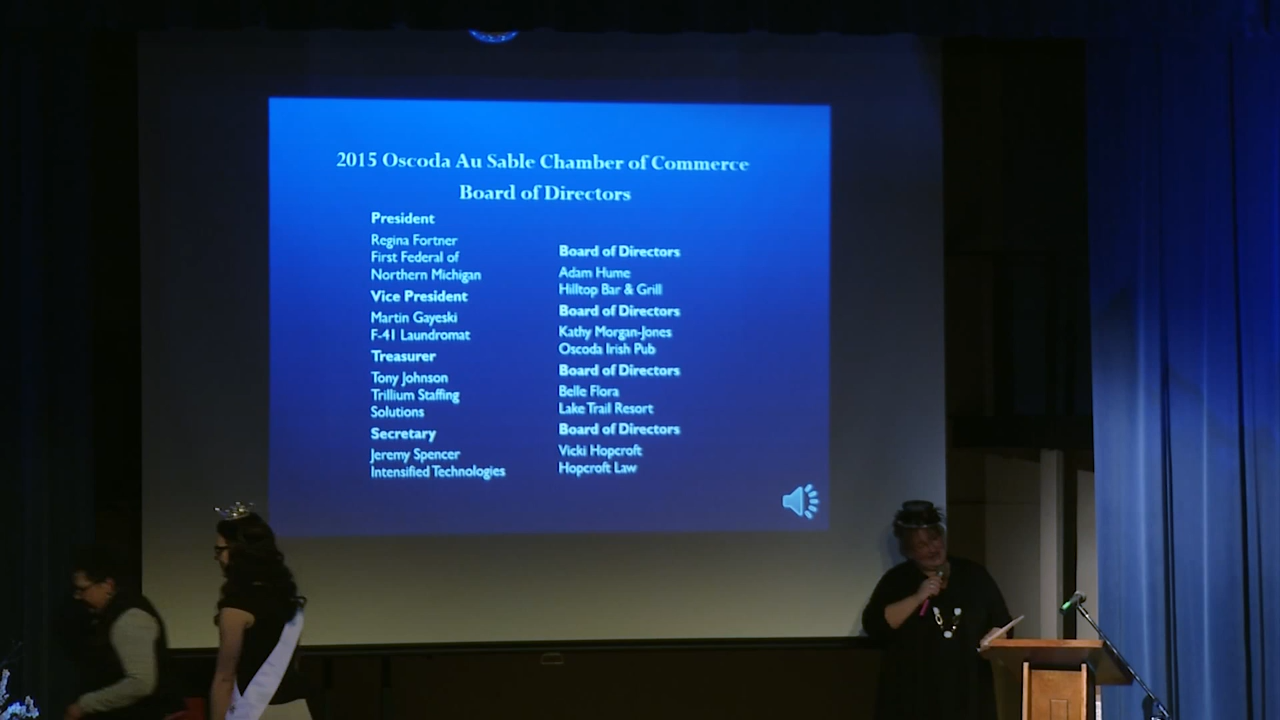 2015 Oscoda Au Sable Chamber of Commerce
Board of Directors
President
Regina Fortner
First Federal of
Northern Michigan
Vice President
Martin Gayeski
F-41 Laundromat
Treasurer
Tony Johnson
Trillium Staffing
Solutions
Secretary
Jeremy Spencer
Intensified Technologies
Board of Directors
Adam Hume
Hilltop Bar & Grill
Board of Directors
Kathy Morgan-Jones
Oscoda Irish Pub
Board of Directors
Belle Flora
Lake Trail Resort
Board of Directors
Vicki Hopcroft
Hopcroft Law